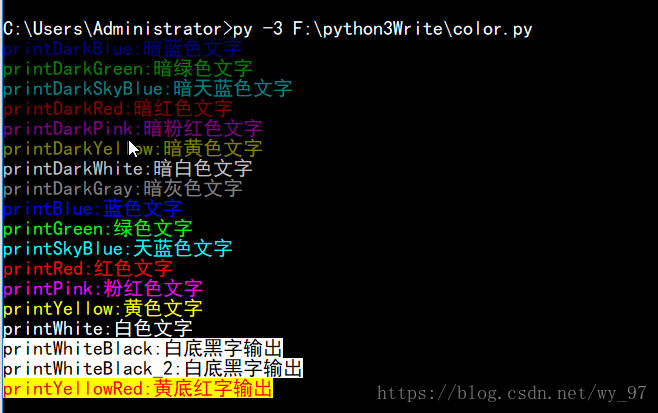 C:\Users\Administrator>py -3 F:\python3Write\color.py
printDarkBlue:暗蓝色文字
printDarkGreen:暗绿色文字
printDarkSkyBlue:暗天蓝色文字
printDarkRed:暗红色文字
printDarkPink:暗粉红色文字
printDarkYellow:暗黄色文字
printDarkWhite:暗白色文字
printDarkGray:暗灰色文字
printBlue:蓝色文字
printGreen:绿色文字
printSkyBlue:天蓝色文字
printRed:红色文字
printPink:粉红色文字
printYellow:黄色文字
printWhite:白色文字
printWhiteBlack:白底黑字输出
printWhiteBlack_2:白底黑字输出
printYellowRed:黄底红字输出
https://blog.csdn.net/wy_97